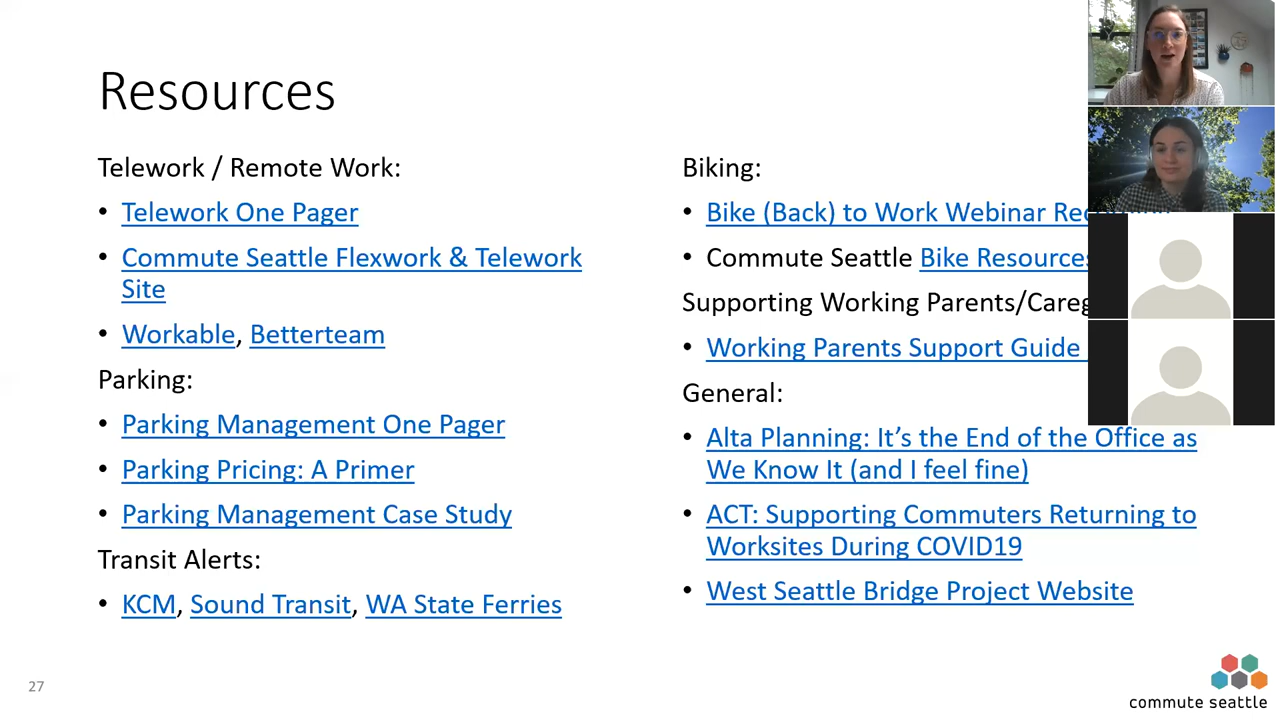 Resources
Telework / Remote Work:
• Telework One Pager
• Commute Seattle Flexwork & Telework
Site
• Workable, Betterteam
Parking:
• Parking Management One Pager
• Parking Pricing: A Primer
• Parking Management Case Study
Transit Alerts:
• KCM, Sound Transit, WA State Ferries
Biking:
• Bike (Back) to Work Webinar
• Commute Seattle Bike Resources
Supporting Working
• Working Parents Support Guide
General:
• Alta Planning: It’s the End of the Office as
We Know It (and I feel fine)
• ACT: Supporting Commuters Returning to
Worksites During COVID19
• West Seattle Bridge Project Website
27
commute seattle